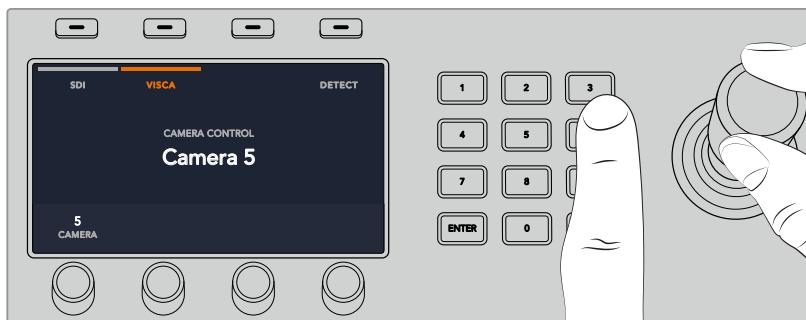 SDI VISCA DETECT
CAMERA CONTROL
Camera 5
5
CAMERA
1 2 3
4 5
7 8
ENTER 0